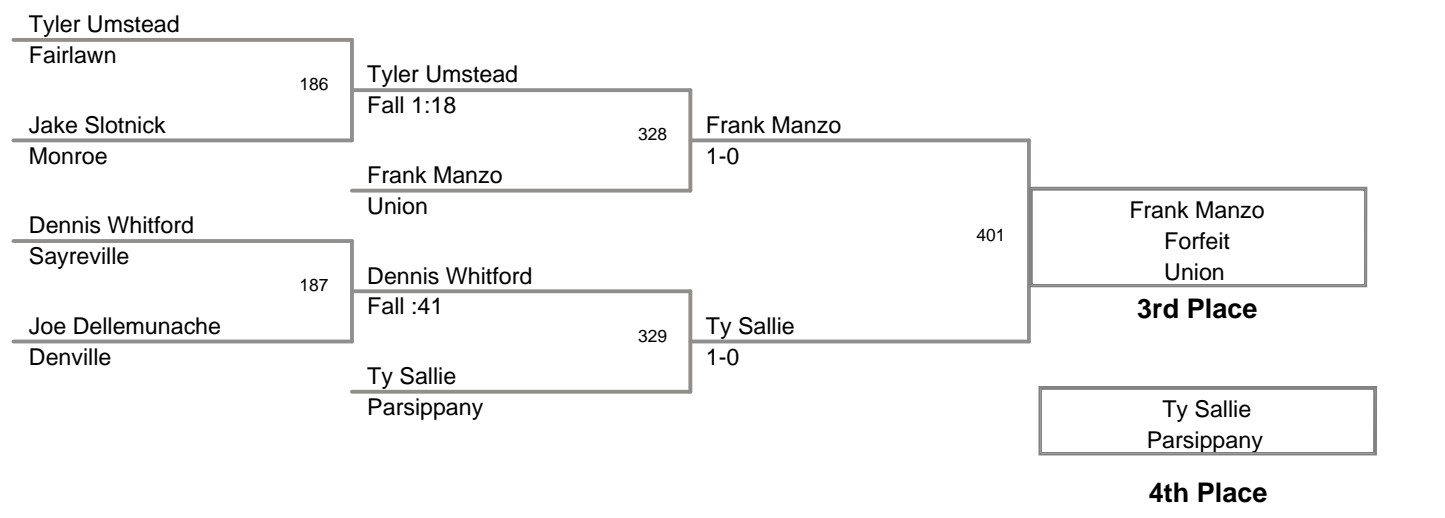 Tyler Umstead
Fairlawn
186
Jake Slotnick
Monroe
Tyler Umstead
Fall 1:18
328
Frank Manzo
Union
Dennis Whitford
Sayreville
187
Joe Dellemunache
Denville
Dennis Whitford
Fall :41
329
Ty Sallie
Parsippany
Frank Manzo
1-0
401
Ty Sallie
1-0
Frank Manzo
Forfeit
Union
3rd Place
Ty Sallie
Parsippany
4th Place